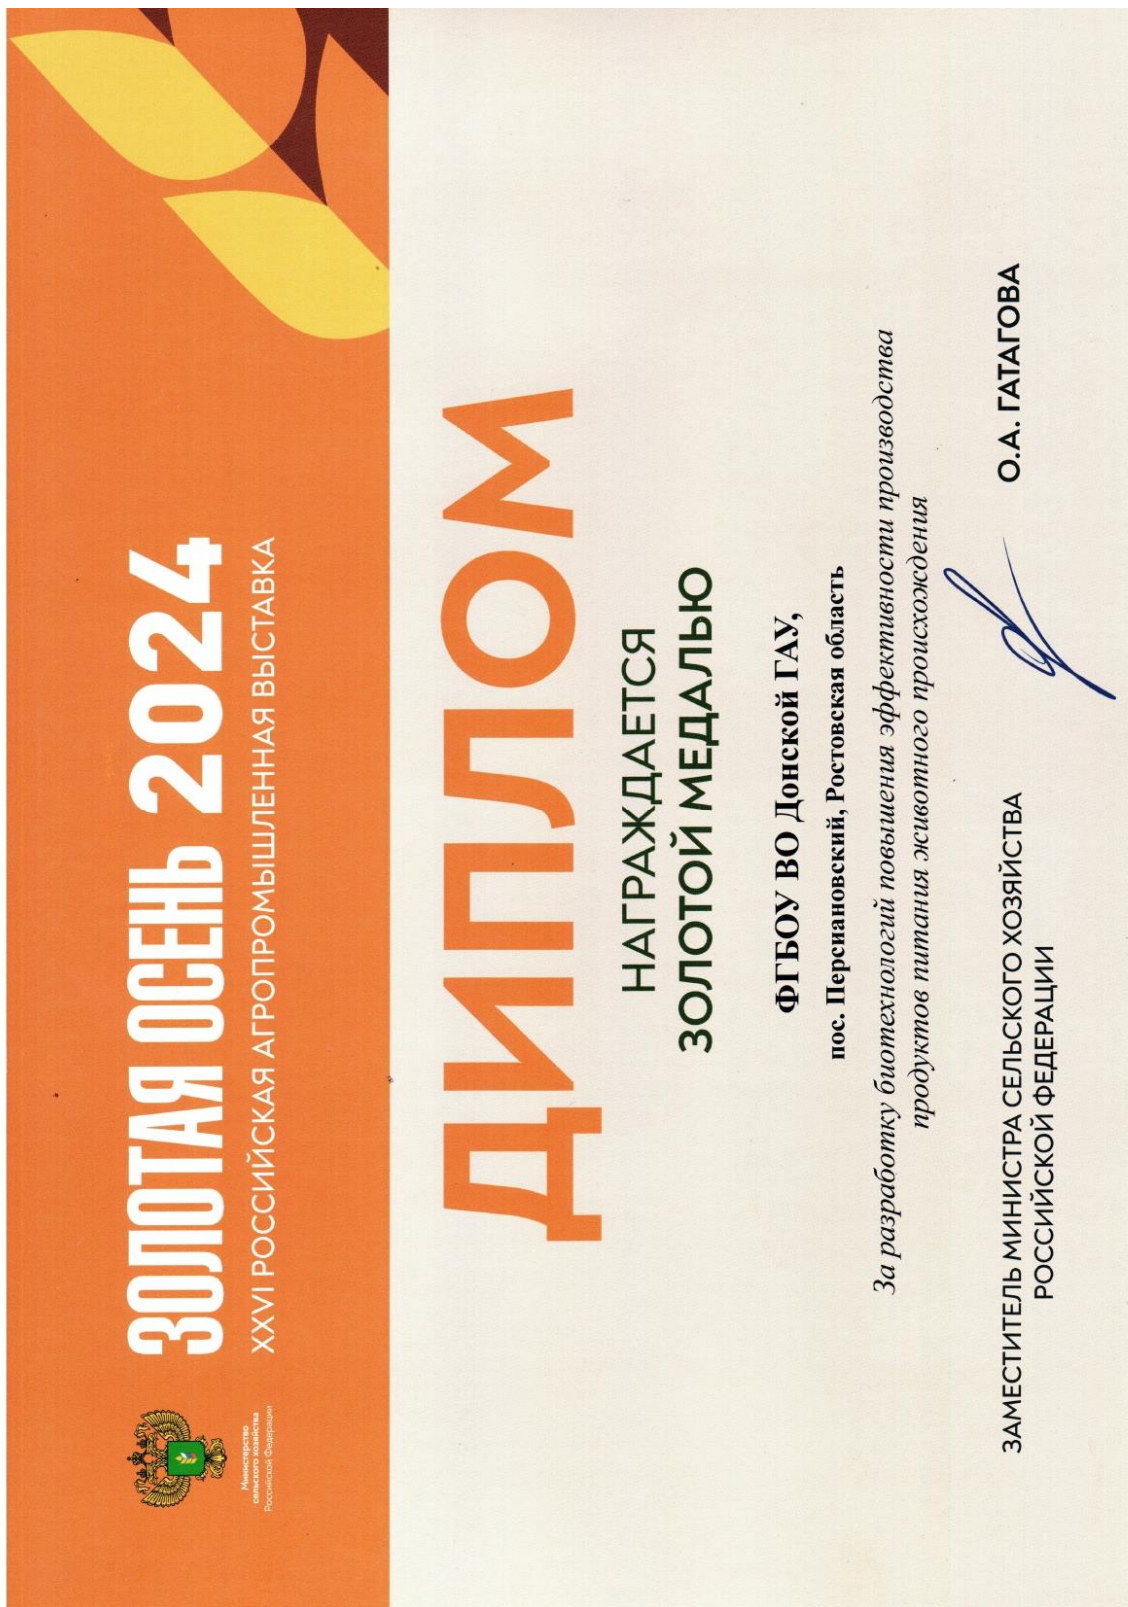 Министерство
сельского хозяйства
Российской Федерации
ЗОЛОТАЯ ОСЕНЬ 2024
XXVI РОССИЙСКАЯ АГРОПРОМЫШЛЕННАЯ ВЫСТАВКА
ДИПЛОМ
НАГРАЖДАЕТСЯ
ЗОЛОТОЙ МЕДАЛЬЮ
ФГБОУ ВО Донской ГАУ,
пос. Персиановский, Ростовская область
За разработку биотехнологий повышения эффективности производства
продуктов питания животного происхождения
ЗАМЕСТИТЕЛЬ МИНИСТРА СЕЛЬСКОГО ХОЗЯЙСТВА
РОССИЙСКОЙ ФЕДЕРАЦИИ
О.А. ГАТАГОВА